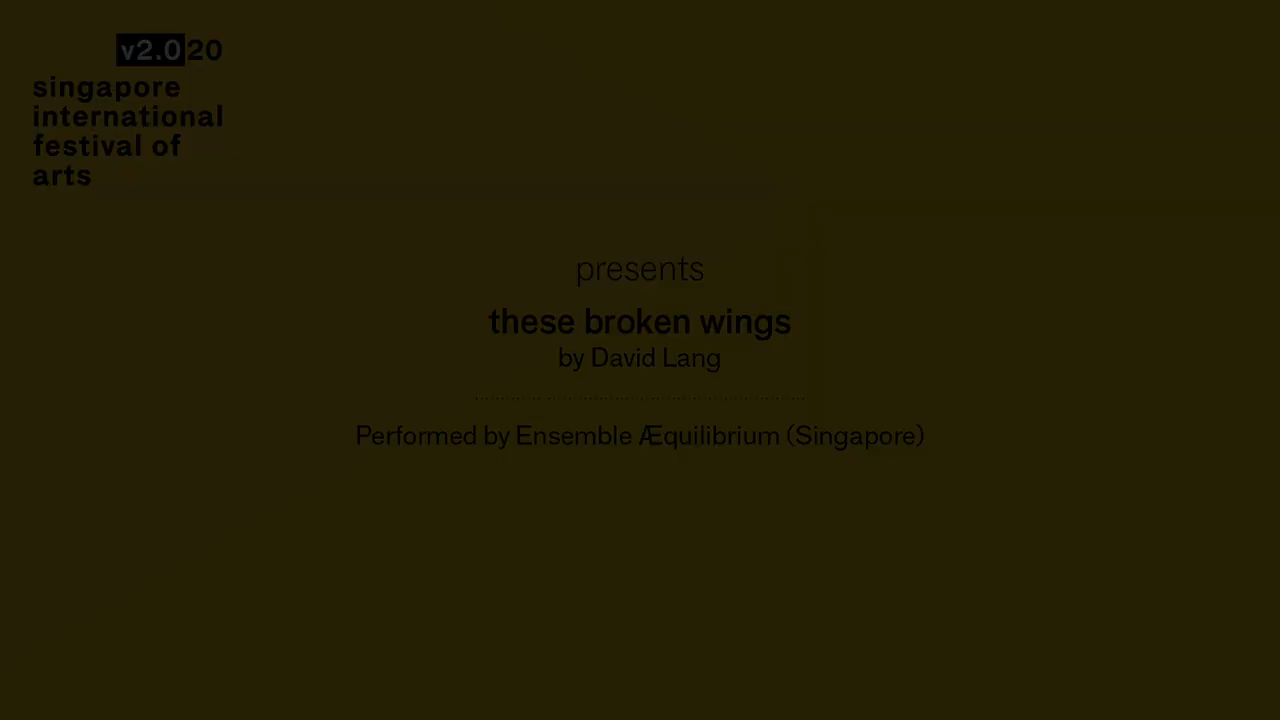 v2.020
singapore
international
festival of
arts
presents
these broken wings
by David Lang
Performed by Ensemble Æquilibrium (Singapore)